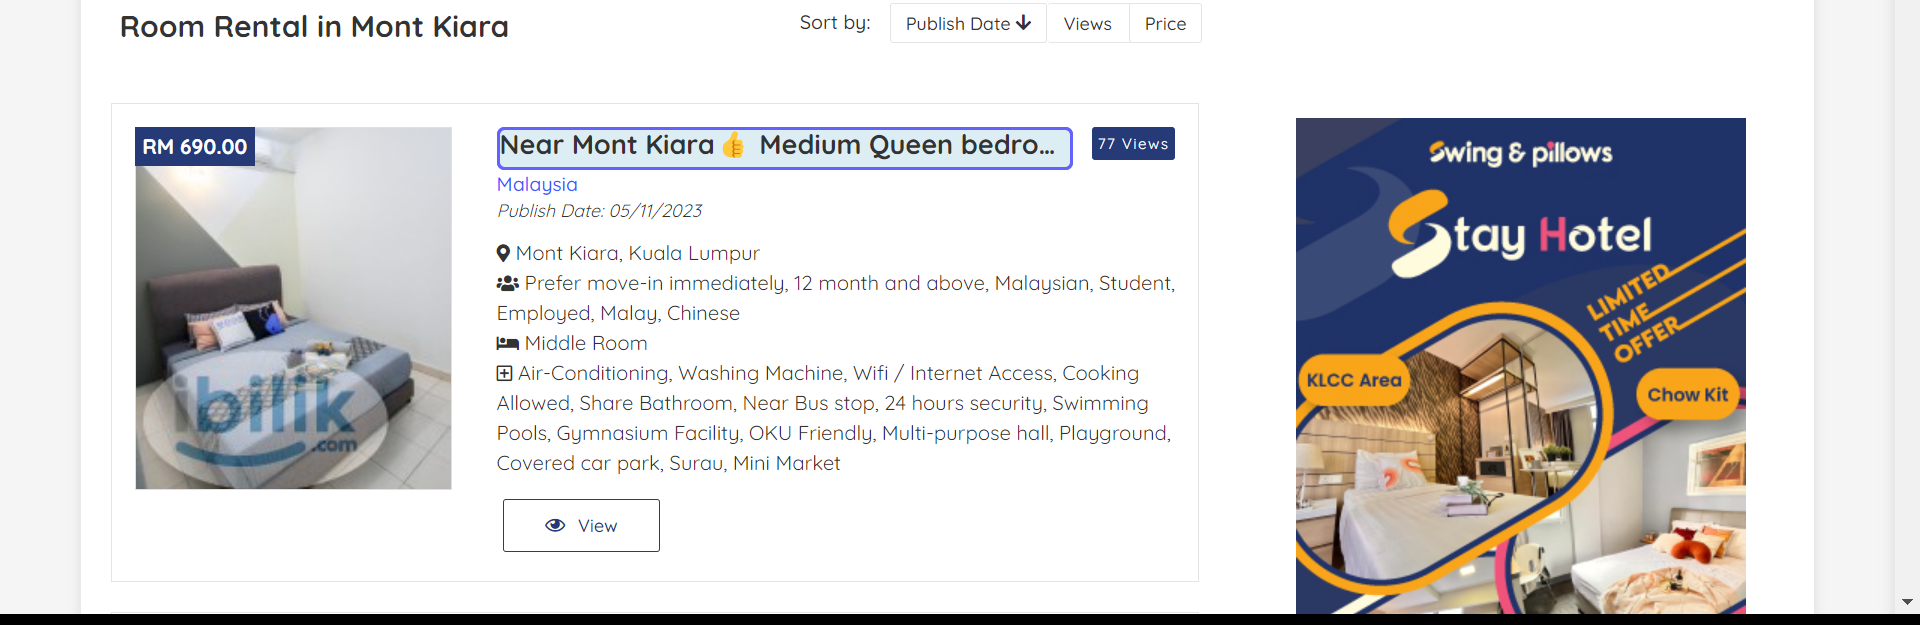 Room Rental in Mont Kiara
Sort by:
Publish Date
Views
Price
RM 690.00
Near Mont Kiara👍 Medium Queen bedro...
77 Views
Malaysia
Publish Date: 05/11/2023
Mont Kiara, Kuala Lumpur
Prefer move-in immediately, 12 month and above, Malaysian, Student,
Employed, Malay, Chinese
Middle Room
Air-Conditioning, Washing Machine, Wifi / Internet Access, Cooking
Allowed, Share Bathroom, Near Bus stop, 24 hours security, Swimming
Pools, Gymnasium Facility, OKU Friendly, Multi-purpose hall, Playground,
Covered car park, Surau, Mini Market
View
ibilik
.com
Swing & pillows
Stay Hotel
LIMITED
TIME
OFFER
KLCC Area
Chow Kit